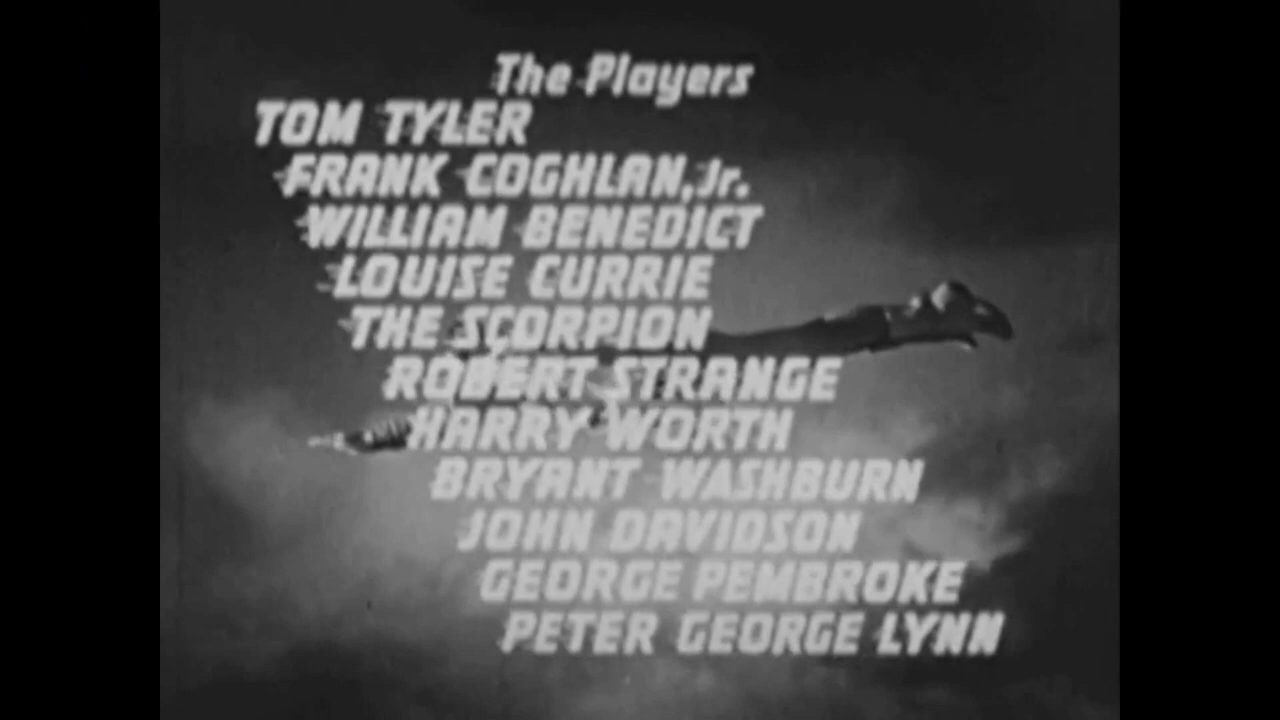 The Players
TOM TYLER
FRANK COGHLAN, Jr.
WILLIAM BENEDICT
LOUISE CURRIE
THE SCORPION
ROBERT STRANGE
HARRY WORTH
BRYANT WASHBURN
JOHN DAVIDSON
GEORGE PEMBROKE
PETER GEORGE LYNN